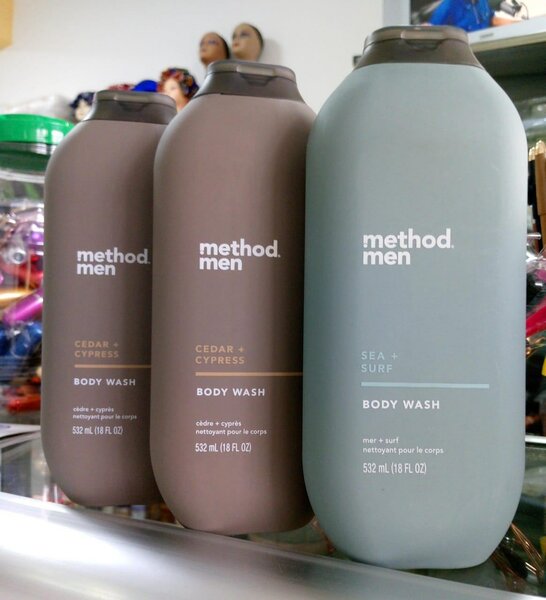 method.
men
CEDAR +
CYPRESS
BODY WASH
cèdre + cyprès
nettoyant pour le corps
532 mL (18 FL OZ)
method.
men
CEDAR +
CYPRESS
BODY WASH
cèdre + cyprès
nettoyant pour le corps
532 mL (18 FL OZ)
method.
men
SEA +
SURF
BODY WASH
mer + surf
nettoyant pour le corps
532 mL (18 FL OZ)